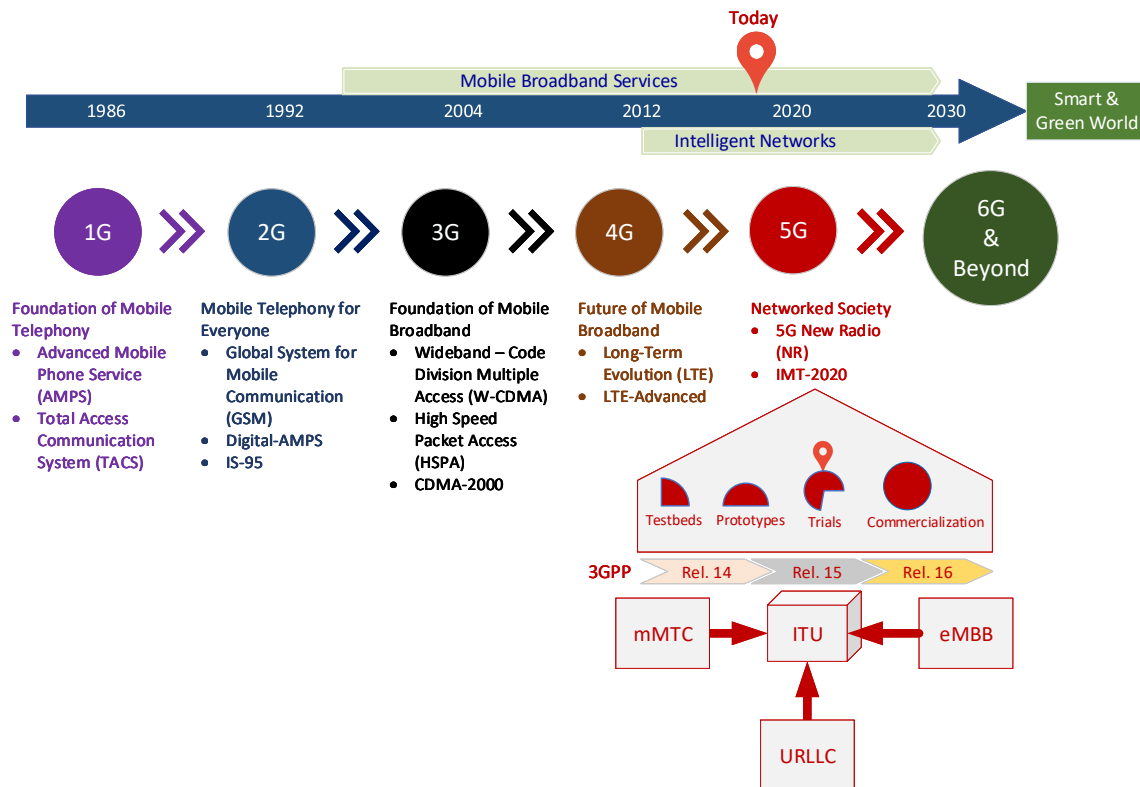 Today
Mobile Broadband Services
1986 1992 2004 2012 2020 2030
Smart &
Green World
Intelligent Networks
1G
2G
3G
4G
5G
6G
&
Beyond
Foundation of Mobile
Telephony
• Advanced Mobile
Phone Service
(AMPS)
• Total Access
Communication
System (TACS)
Mobile Telephony for
Everyone
• Global System for
Mobile
Communication
(GSM)
• Digital-AMPS
• IS-95
Foundation of Mobile
Broadband
• Wideband – Code
Division Multiple
Access (W-CDMA)
• High Speed
Packet Access
(HSPA)
• CDMA-2000
Future of Mobile
Broadband
• Long-Term
Evolution (LTE)
• LTE-Advanced
Networked Society
• 5G New Radio
(NR)
• IMT-2020
Testbeds
Prototypes
Trials
Commercialization
3GPP
Rel. 14
Rel. 15
Rel. 16
mMTC
ITU
eMBB
URLLC